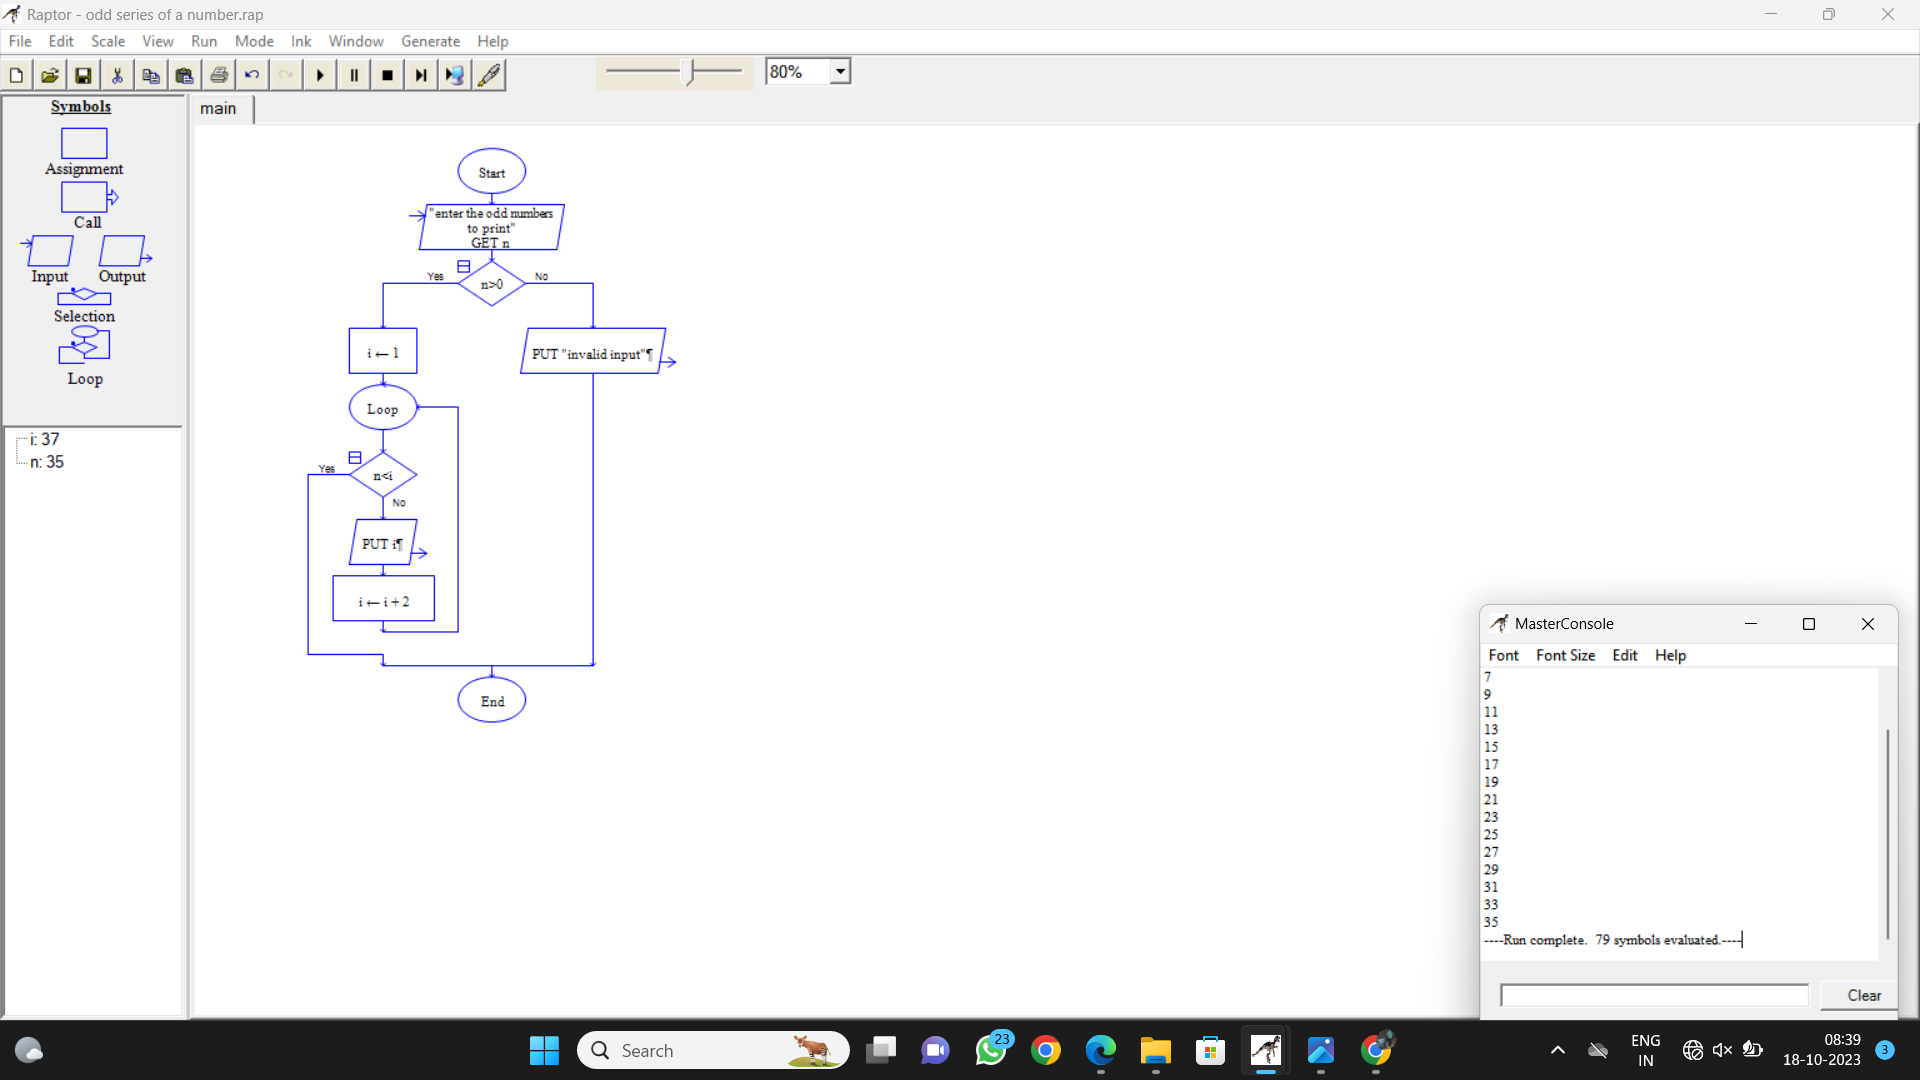 Raptor - odd series of a number.rap
File Edit Scale View Run Mode Ink Window Generate Help
80%
Symbols
Assignment
Call
Input Output
Selection
Loop
i: 37
n: 35
main
Start
"enter the odd numbers
to print"
GET n
Yes No
n>0
i ← 1
PUT "invalid input"¶
Loop
Yes
n<i
No
PUT i¶
i ← i + 2
End
MasterConsole
Font Font Size Edit Help
7
9
11
13
15
17
19
21
23
25
27
29
31
33
35
----Run complete.  79 symbols evaluated.----
Clear
Search
23
ENG
IN
08:39
18-10-2023
3